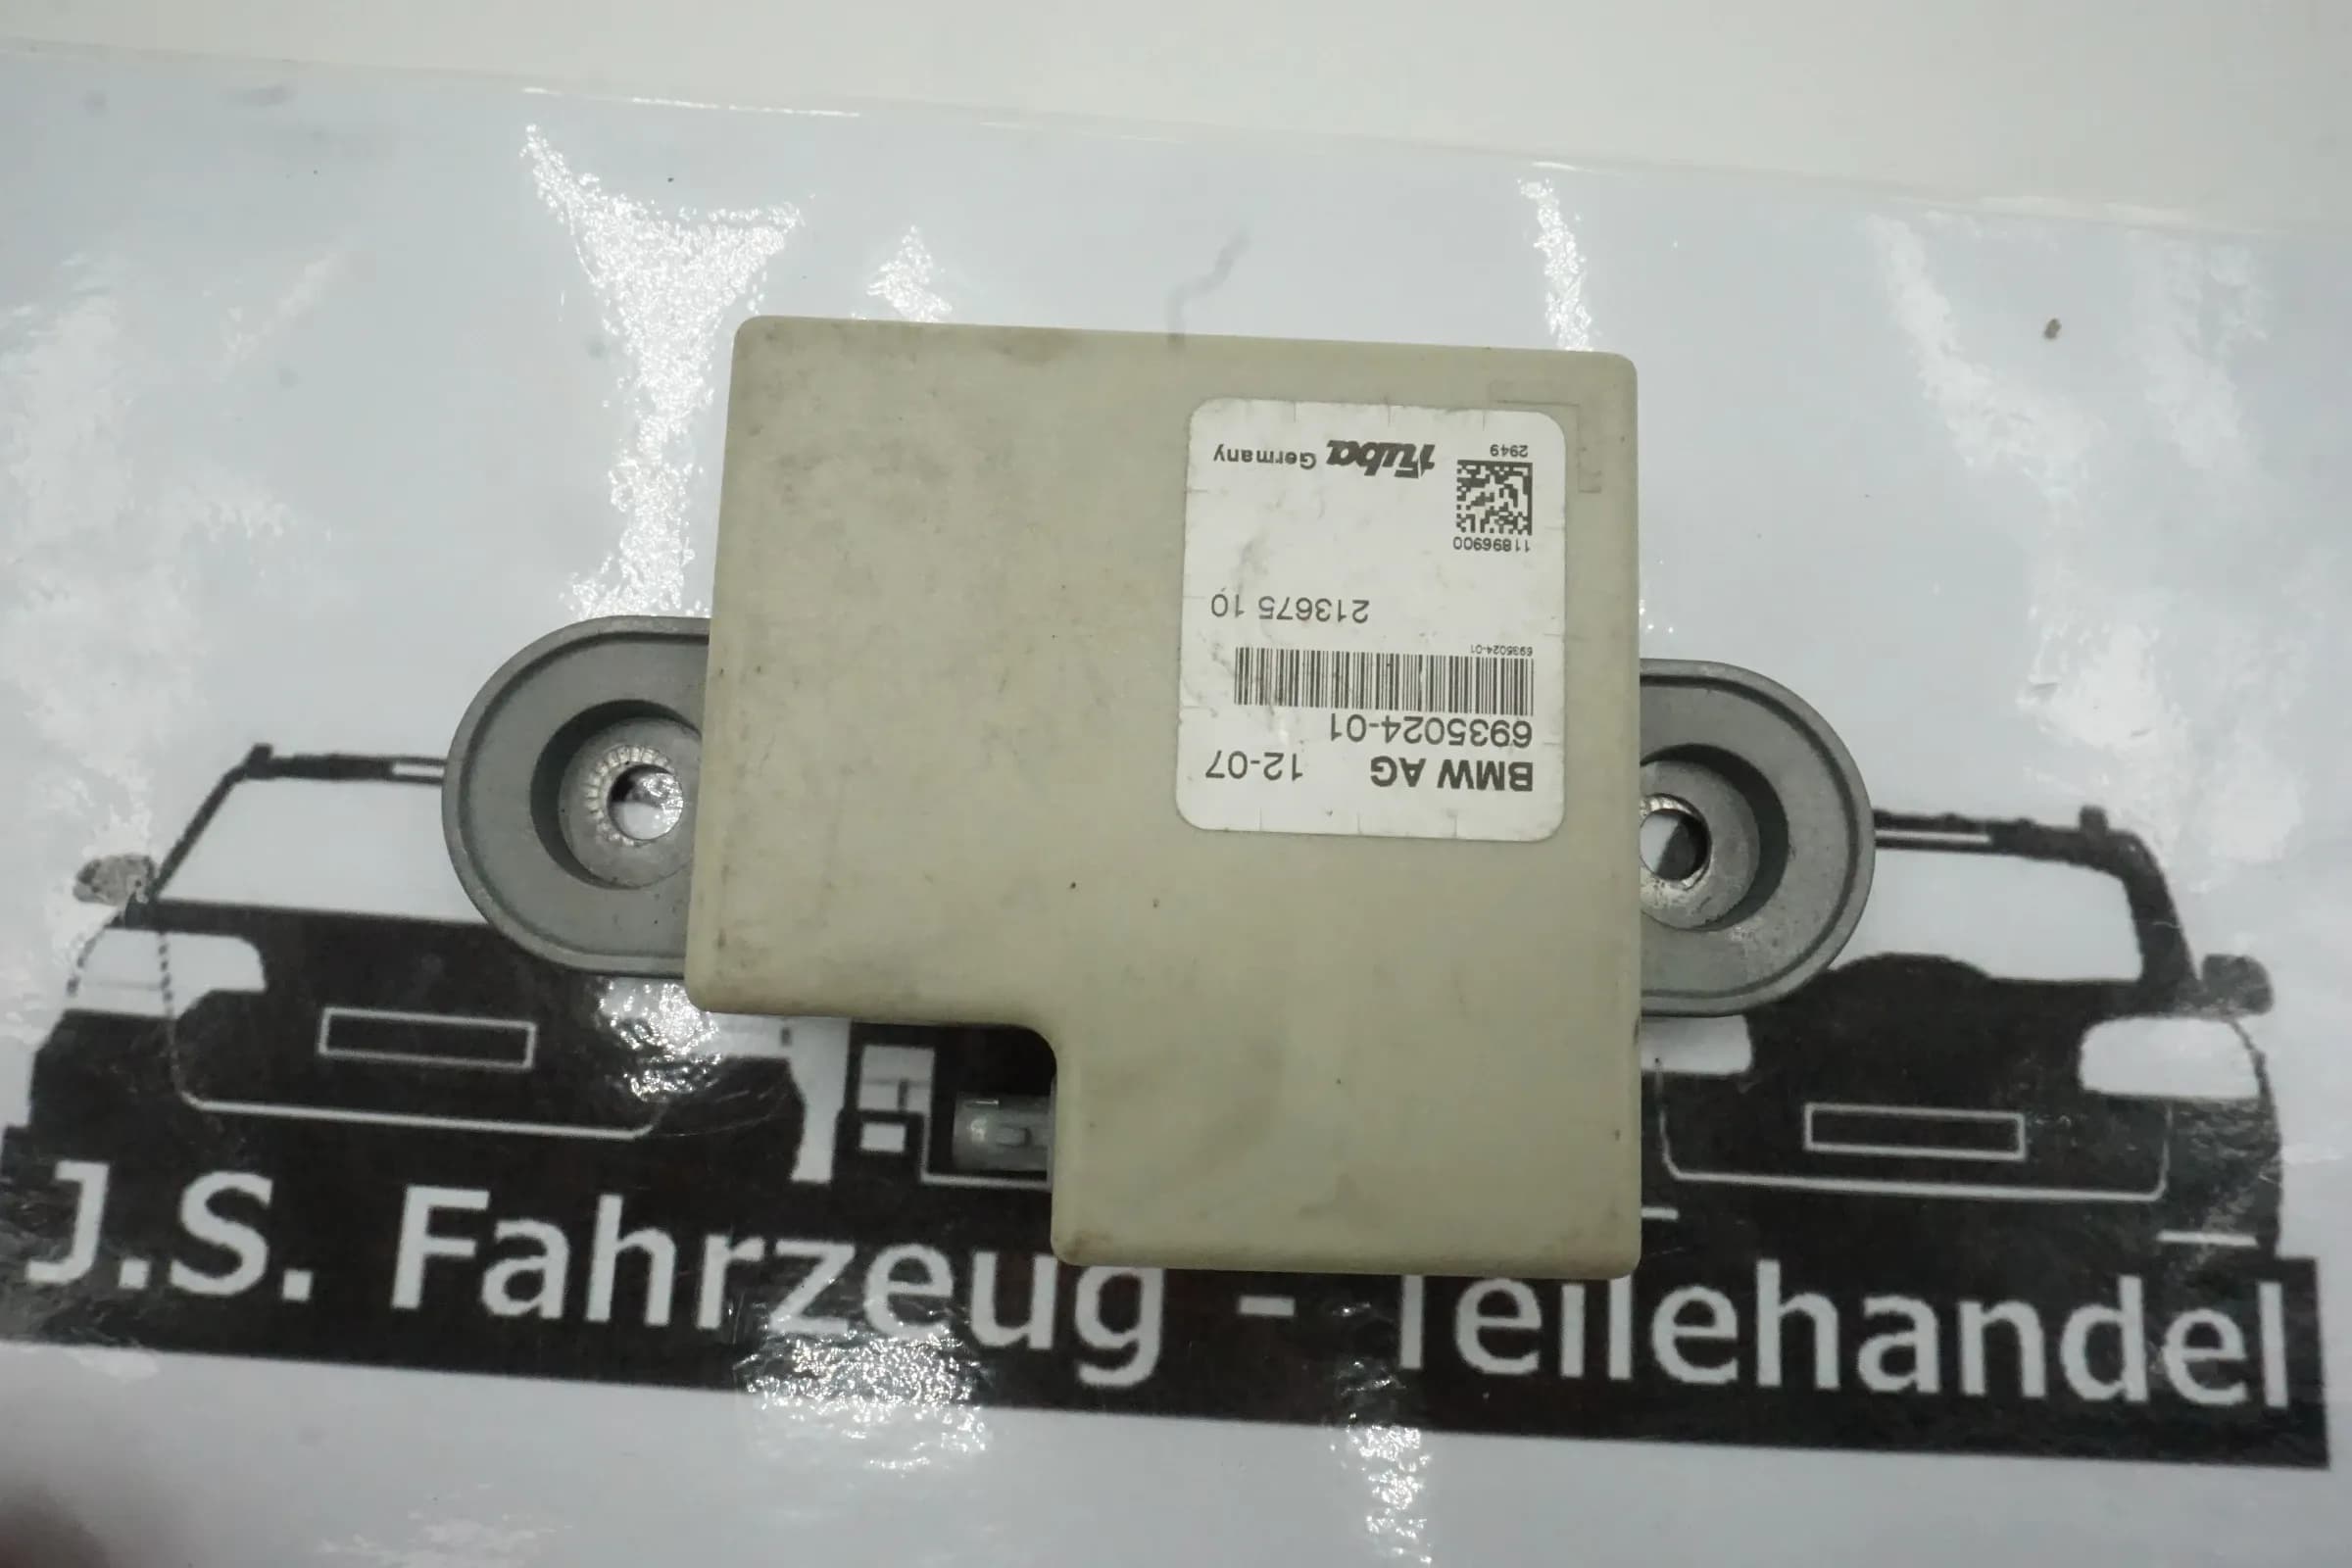 BMW AG 12-07
6935024-01
6935024-01
213675 10
11896900
2949
fuba Germany
J.S. Fahrzeug - Teilehandel